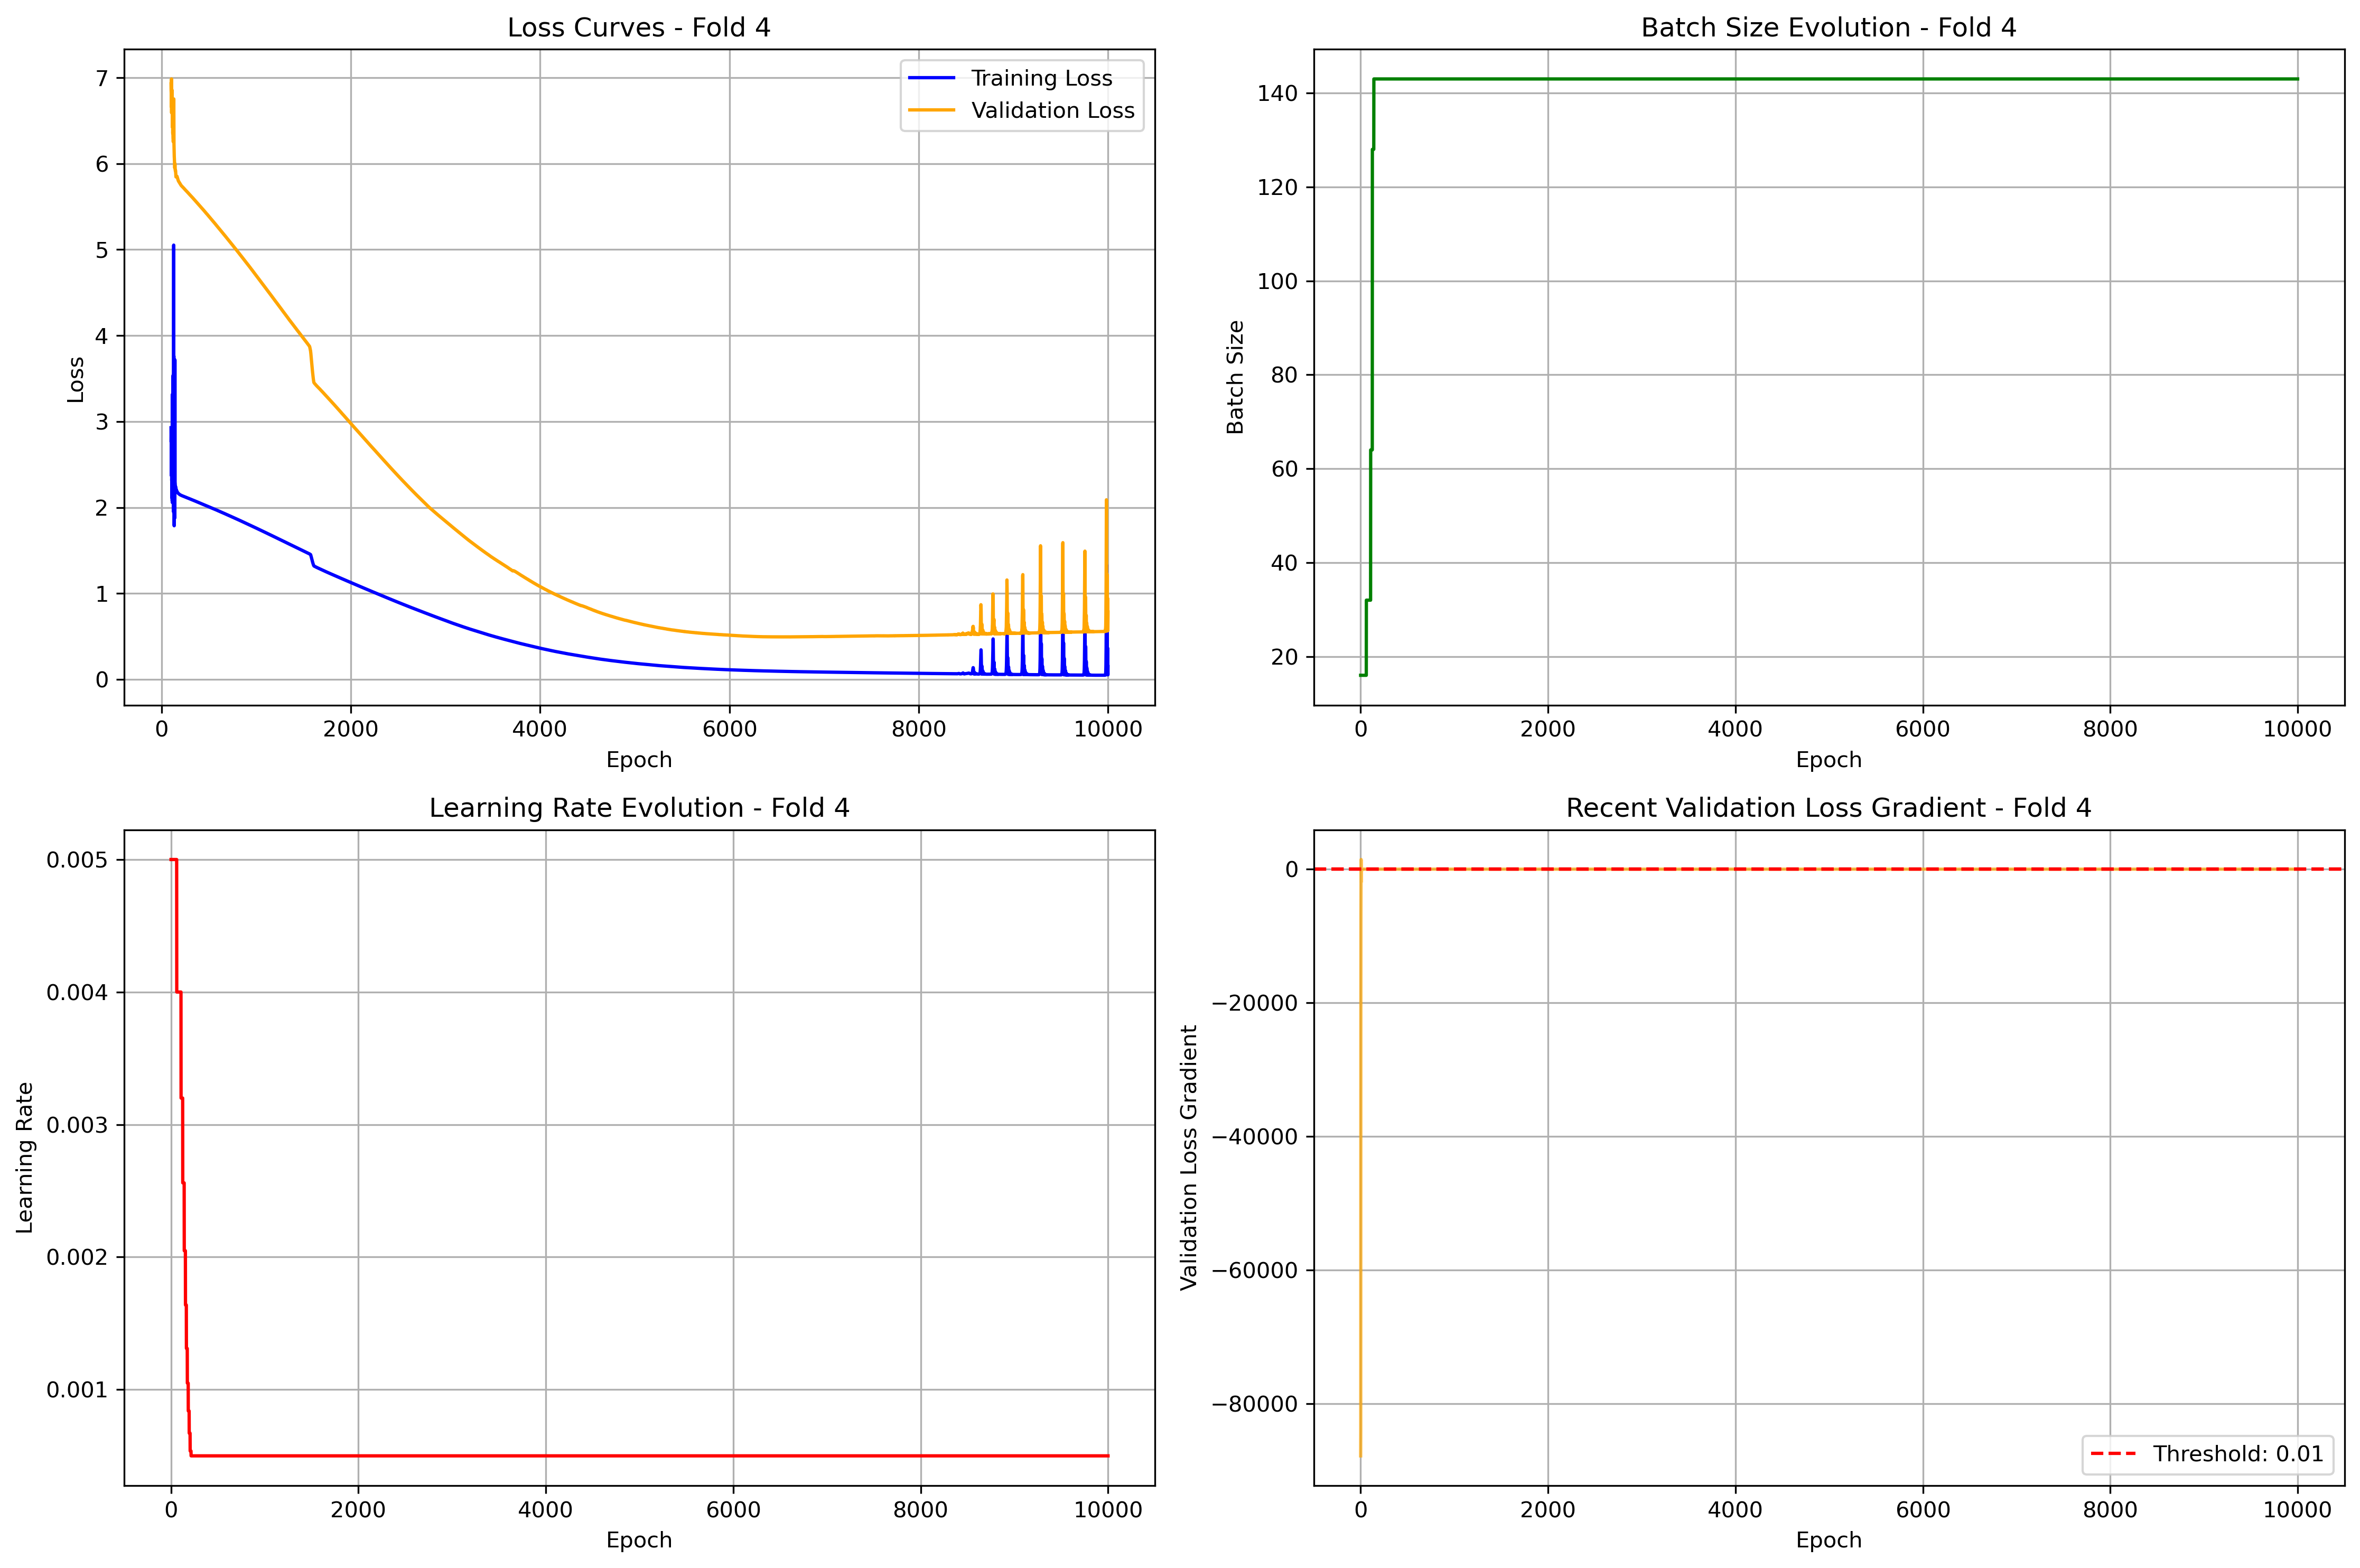 Loss Curves - Fold 4
Loss
7
6
5
4
3
2
1
0
0 2000 4000 6000 8000 10000
Epoch
Training Loss
Validation Loss
Batch Size Evolution - Fold 4
Batch Size
140
120
100
80
60
40
20
0 2000 4000 6000 8000 10000
Epoch
Learning Rate Evolution - Fold 4
Learning Rate
0.005
0.004
0.003
0.002
0.001
0 2000 4000 6000 8000 10000
Epoch
Recent Validation Loss Gradient - Fold 4
Validation Loss Gradient
0
−20000
−40000
−60000
−80000
0 2000 4000 6000 8000 10000
Epoch
Threshold: 0.01